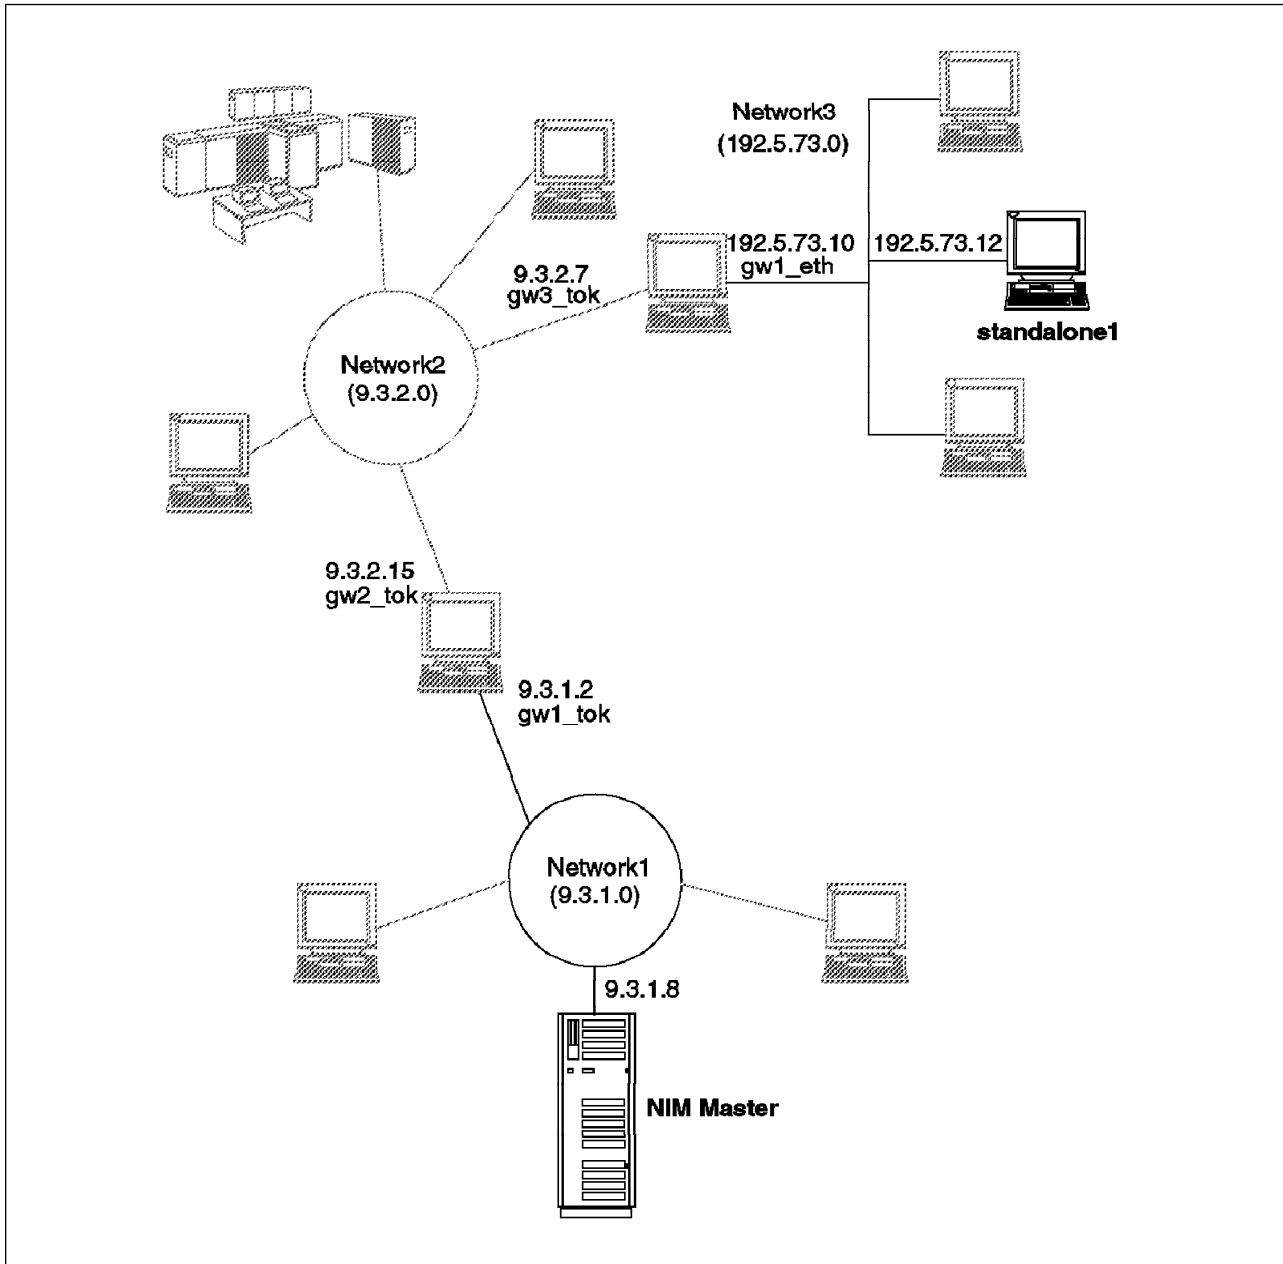 Network3
(192.5.73.0)
192.5.73.10
gw1_eth
192.5.73.12
9.3.2.7
gw3_tok
standalone1
Network2
(9.3.2.0)
9.3.2.15
gw2_tok
9.3.1.2
gw1_tok
Network1
(9.3.1.0)
9.3.1.8
NIM Master